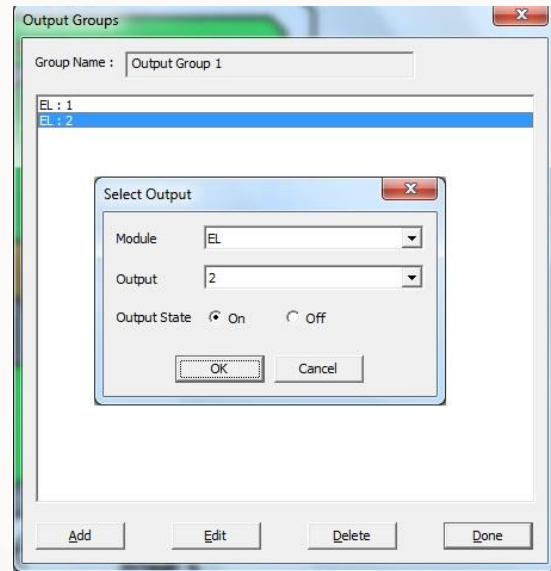 Output Groups
Group Name : Output Group 1
EL : 1
EL : 2
Select Output
Module EL
Output 2
Output State On Off
OK Cancel
Add Edit Delete Done